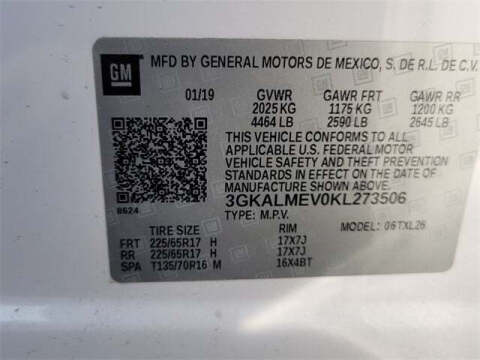 GM MFD BY GENERAL MOTORS DE MEXICO, S. DE R.L. DE C.V.
01/19 GVWR GAWR FRT GAWR RR
2025 KG 1175 KG 1200 KG
4464 LB 2590 LB 2645 LB
THIS VEHICLE CONFORMS TO ALL
APPLICABLE U.S. FEDERAL MOTOR
VEHICLE SAFETY AND THEFT PREVENTION
STANDARDS IN EFFECT ON THE DATE OF
MANUFACTURE SHOWN ABOVE.
8624 3GKALMEV0KL273506
TYPE: M.P.V.
TIRE SIZE RIM MODEL: 06TXL26
FRT 225/65R17 H 17X7J
RR 225/65R17 H 17X7J
SPA T135/70R16 M 16X4BT